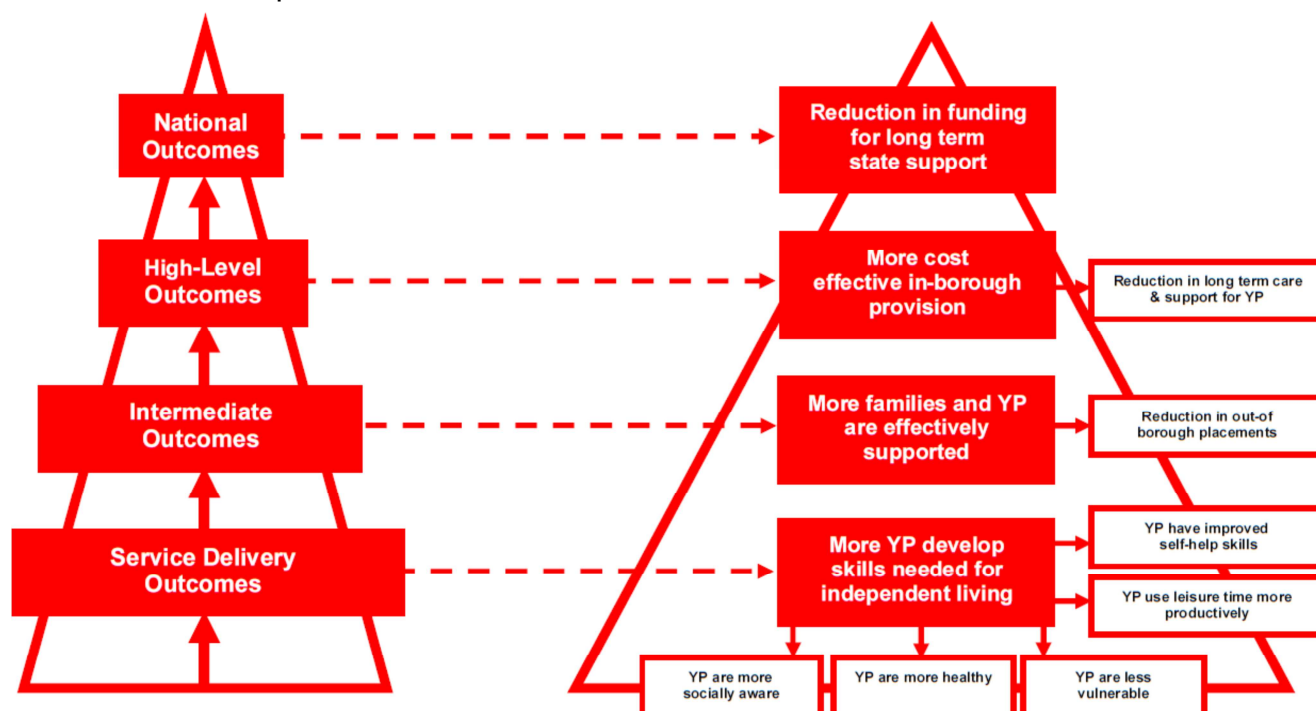 National
Outcomes
Reduction in funding
for long term
state support
High-Level
Outcomes
More cost
effective in-borough
provision
Reduction in long term care
& support for YP
Intermediate
Outcomes
More families and YP
are effectively
supported
Reduction in out-of
borough placements
Service Delivery
Outcomes
More YP develop
skills needed for
independent living
YP have improved
self-help skills
YP use leisure time more
productively
YP are more
socially aware
YP are more healthy
YP are less
vulnerable